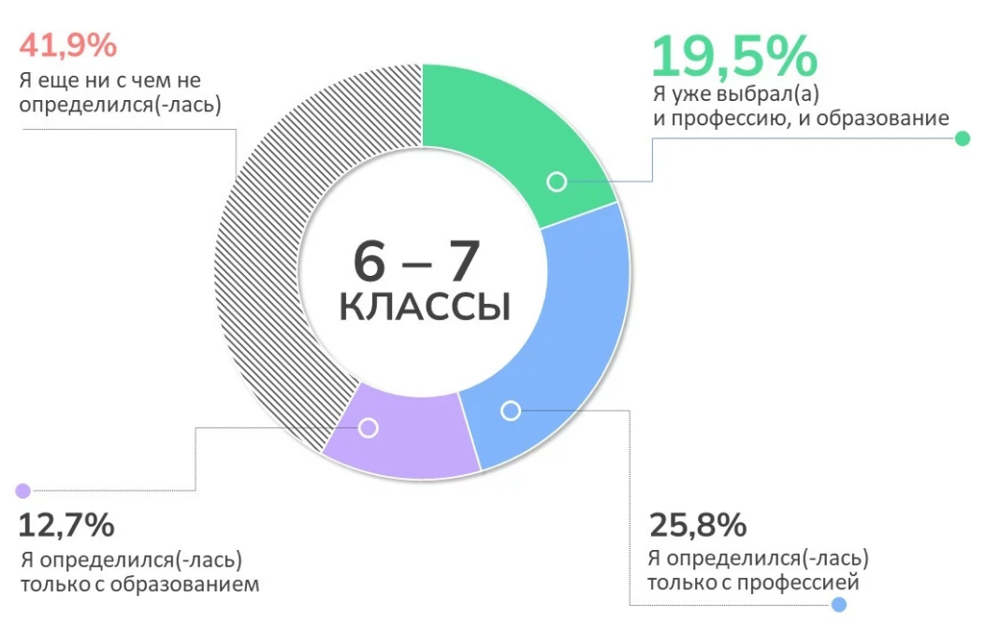 41,9%
Я еще ни с чем не
определился(-лась)
19,5%
Я уже выбрал(а)
и профессию, и образование
6 – 7
КЛАССЫ
12,7%
Я определился(-лась)
только с образованием
25,8%
Я определился(-лась)
только с профессией